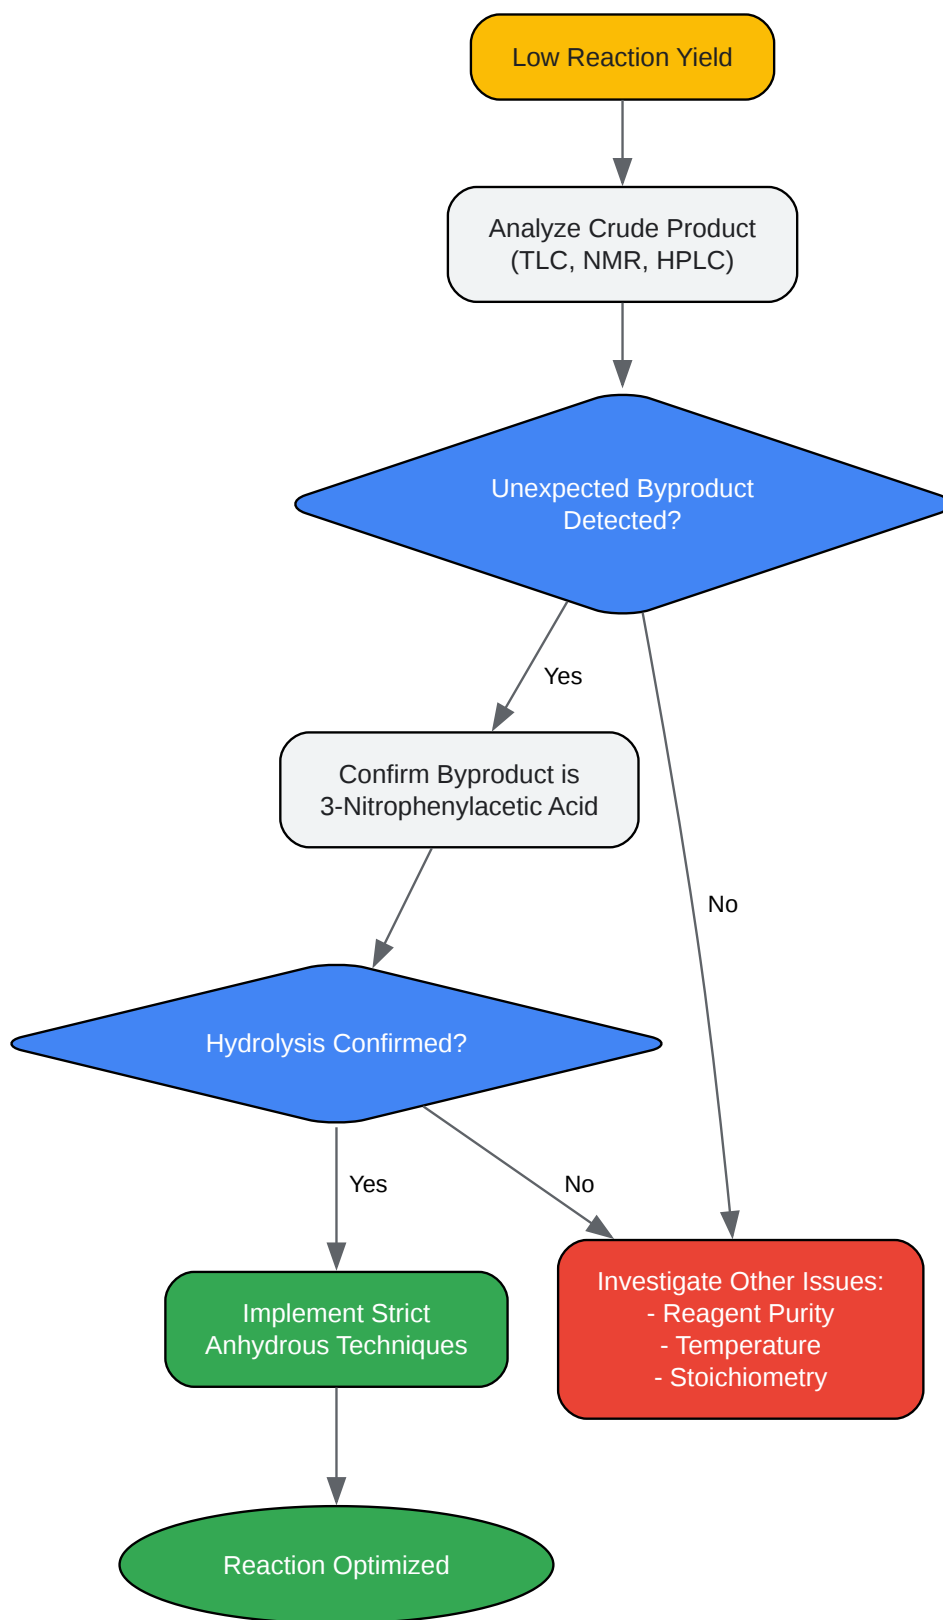 Low Reaction Yield
Analyze Crude Product
(TLC, NMR, HPLC)
Unexpected Byproduct
Detected?
Yes
Confirm Byproduct is
3-Nitrophenylacetic Acid
No
Hydrolysis Confirmed?
Yes
No
Implement Strict
Anhydrous Techniques
Investigate Other Issues:
- Reagent Purity
- Temperature
- Stoichiometry
Reaction Optimized